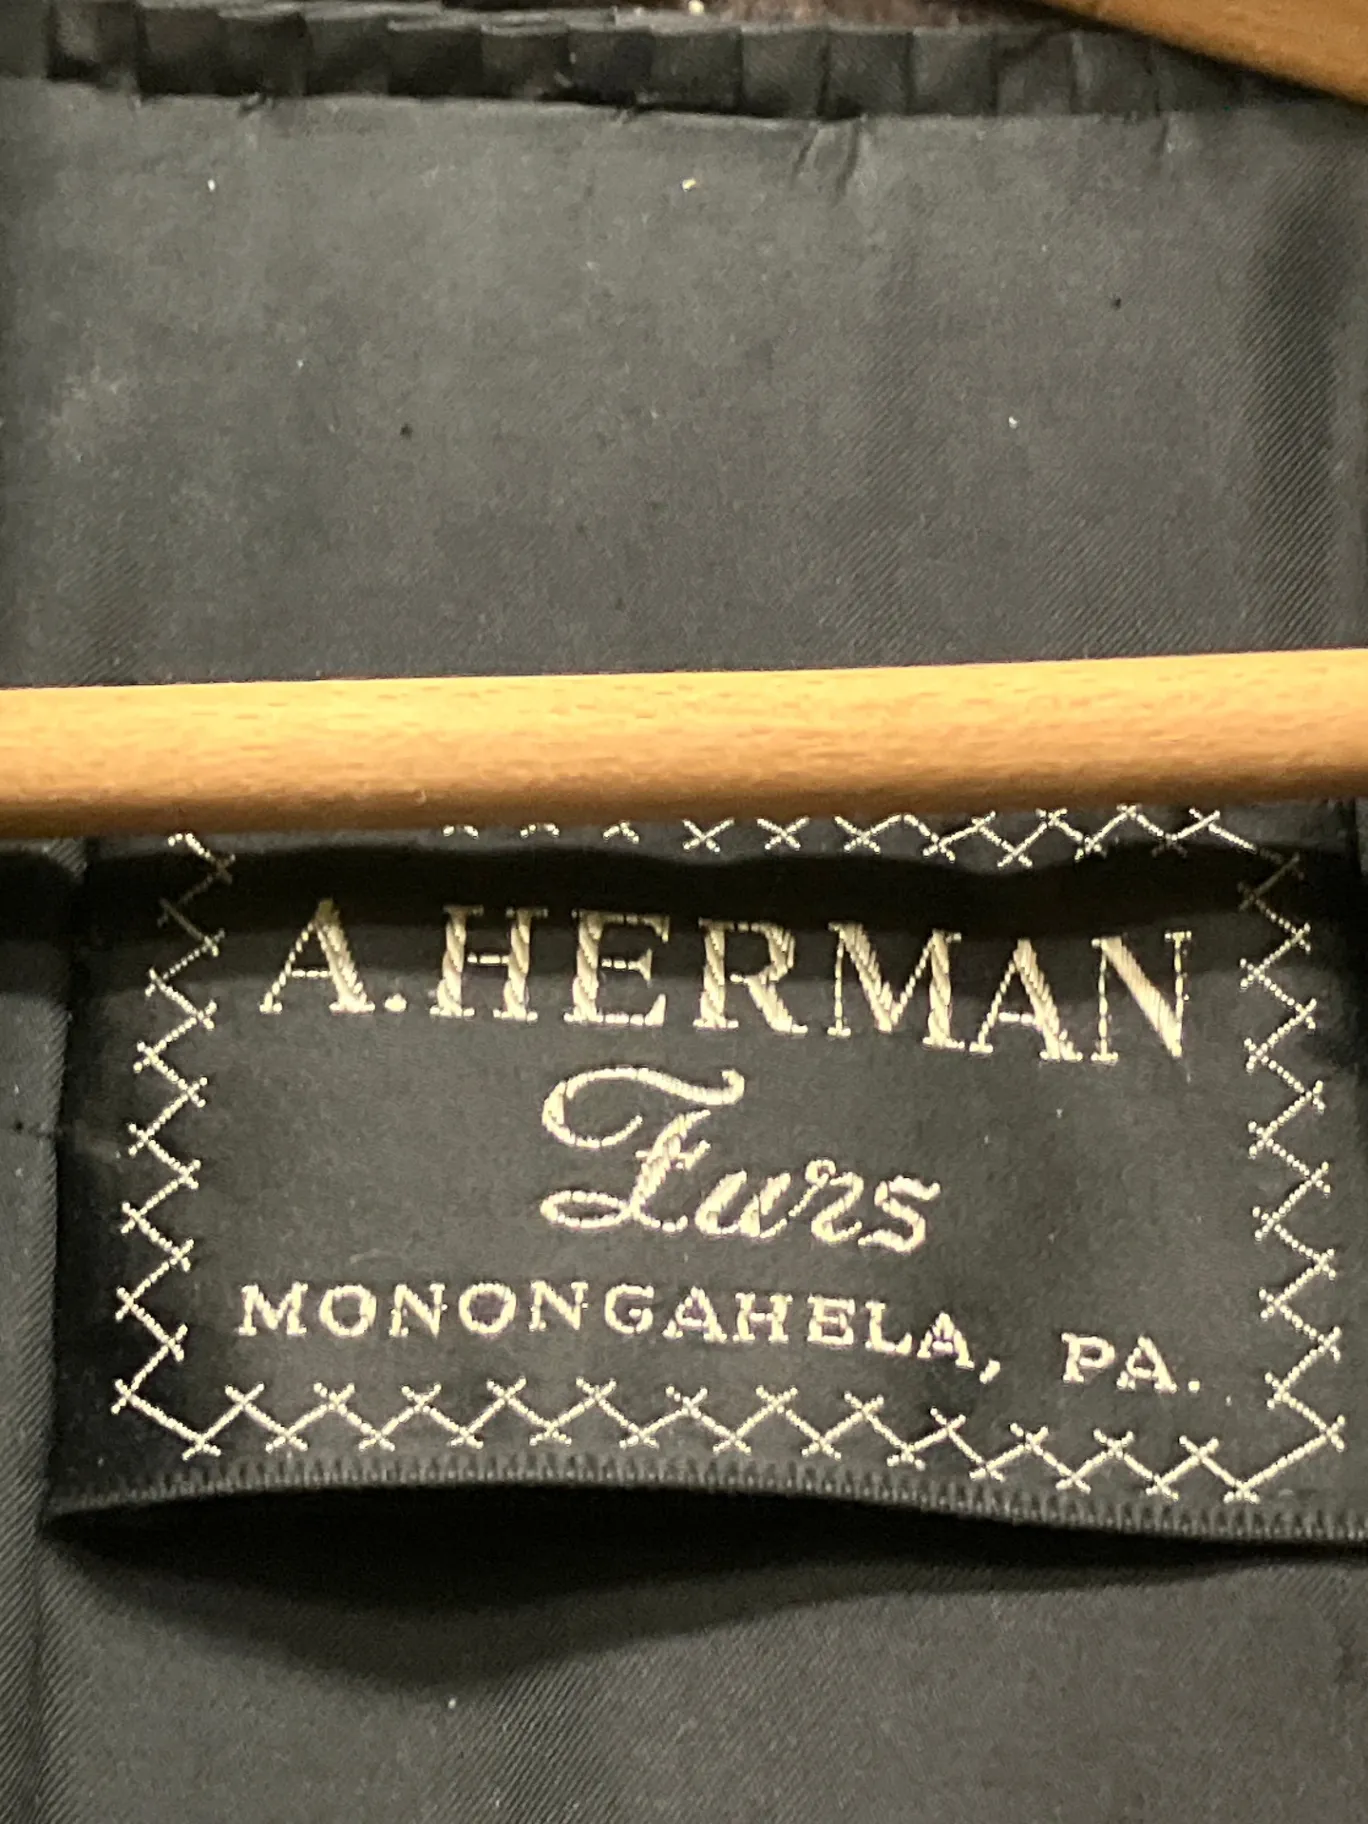 A. HERMAN
Furs
MONONGAHELA, PA.